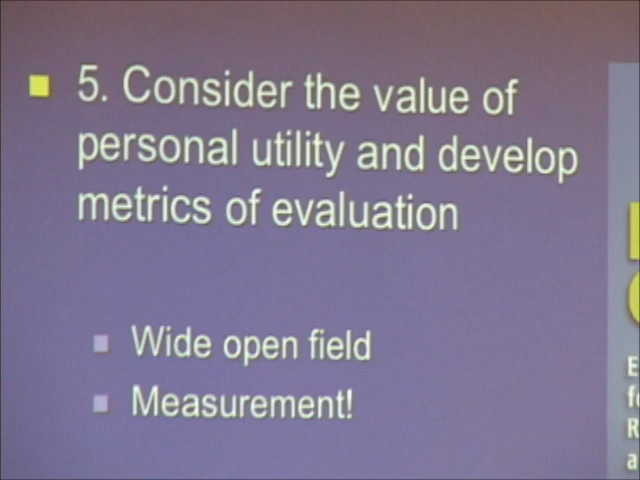 5. Consider the value of
personal utility and develop
metrics of evaluation
Wide open field
Measurement!